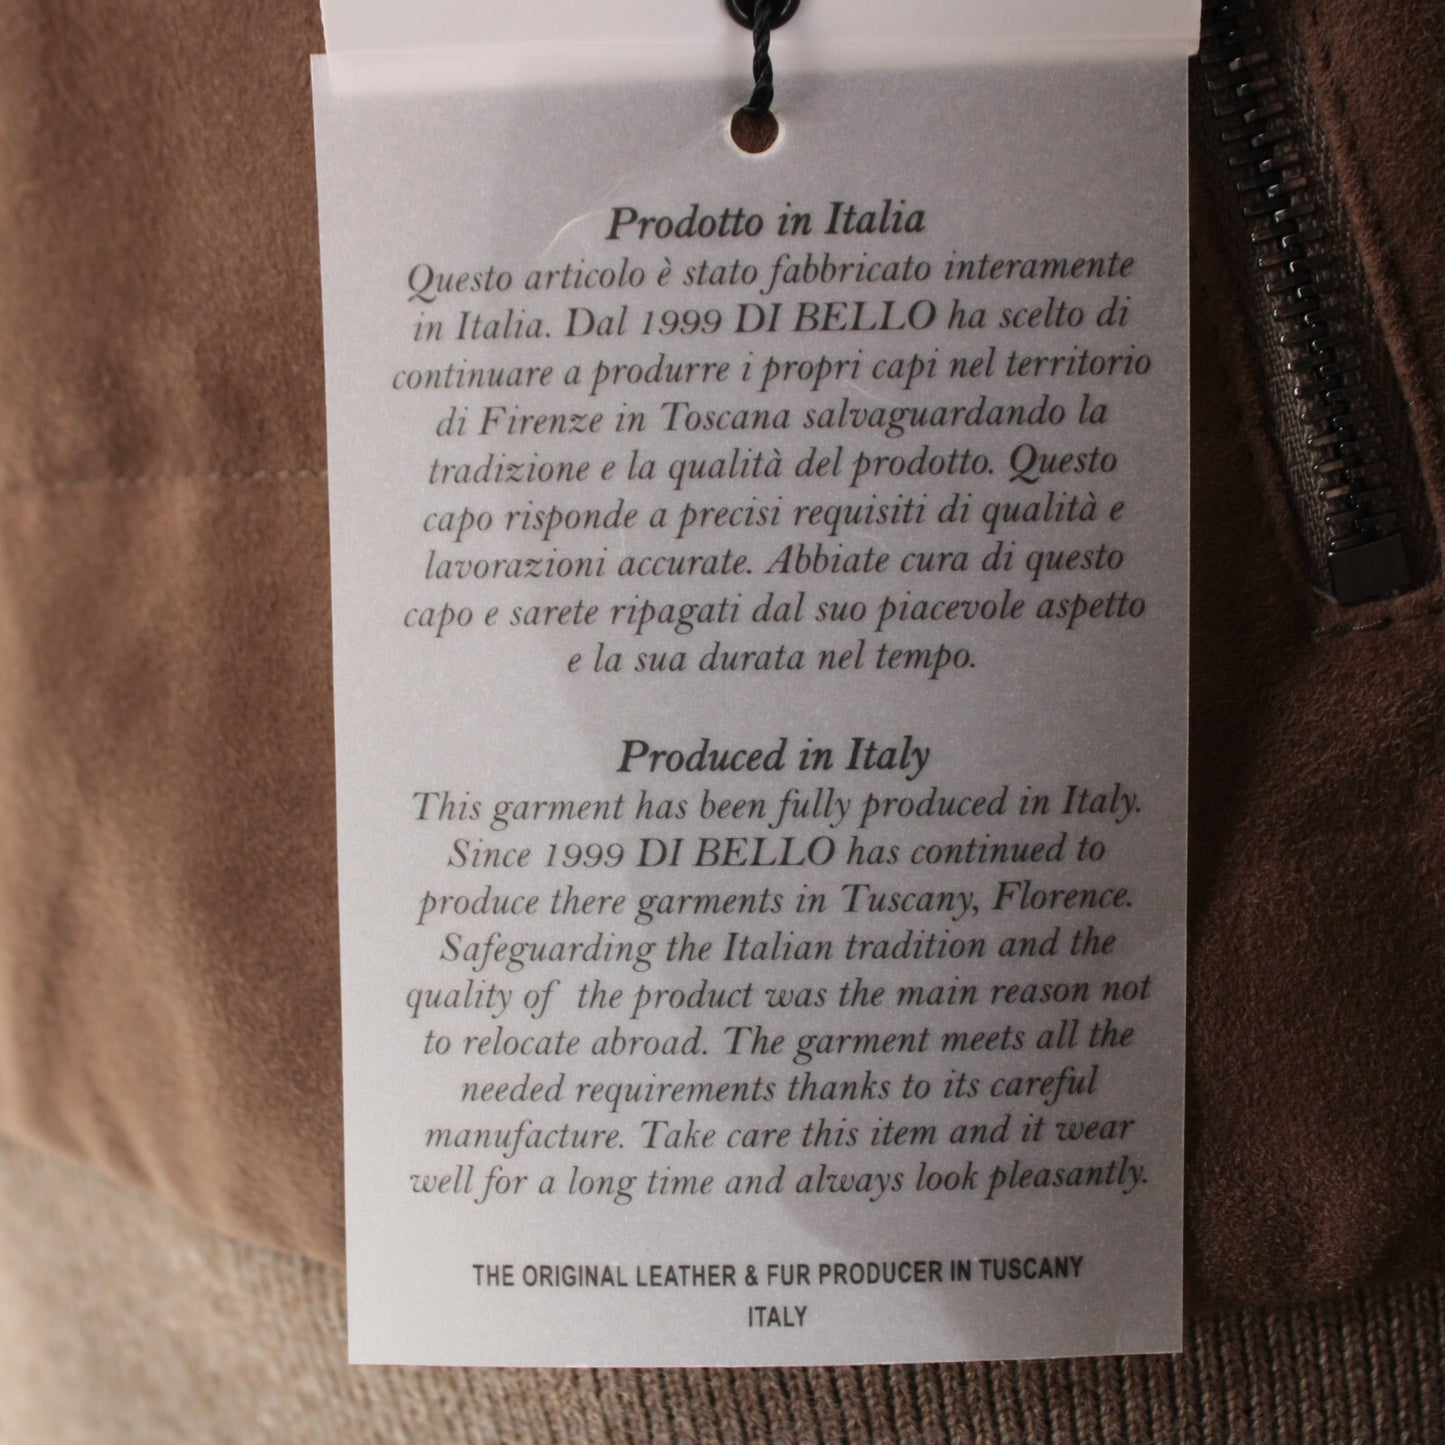 Prodotto in Italia
Questo articolo è stato fabbricato interamente
in Italia. Dal 1999 DI BELLO ha scelto di
continuare a produrre i propri capi nel territorio
di Firenze in Toscana salvaguardando la
tradizione e la qualità del prodotto. Questo
capo risponde a precisi requisiti di qualità e
lavorazioni accurate. Abbiate cura di questo
capo e sarete ripagati dal suo piacevole aspetto
e la sua durata nel tempo.
Produced in Italy
This garment has been fully produced in Italy.
Since 1999 DI BELLO has continued to
produce there garments in Tuscany, Florence.
Safeguarding the Italian tradition and the
quality of the product was the main reason not
to relocate abroad. The garment meets all the
needed requirements thanks to its careful
manufacture. Take care this item and it wear
well for a long time and always look pleasantly.
THE ORIGINAL LEATHER & FUR PRODUCER IN TUSCANY
ITALY